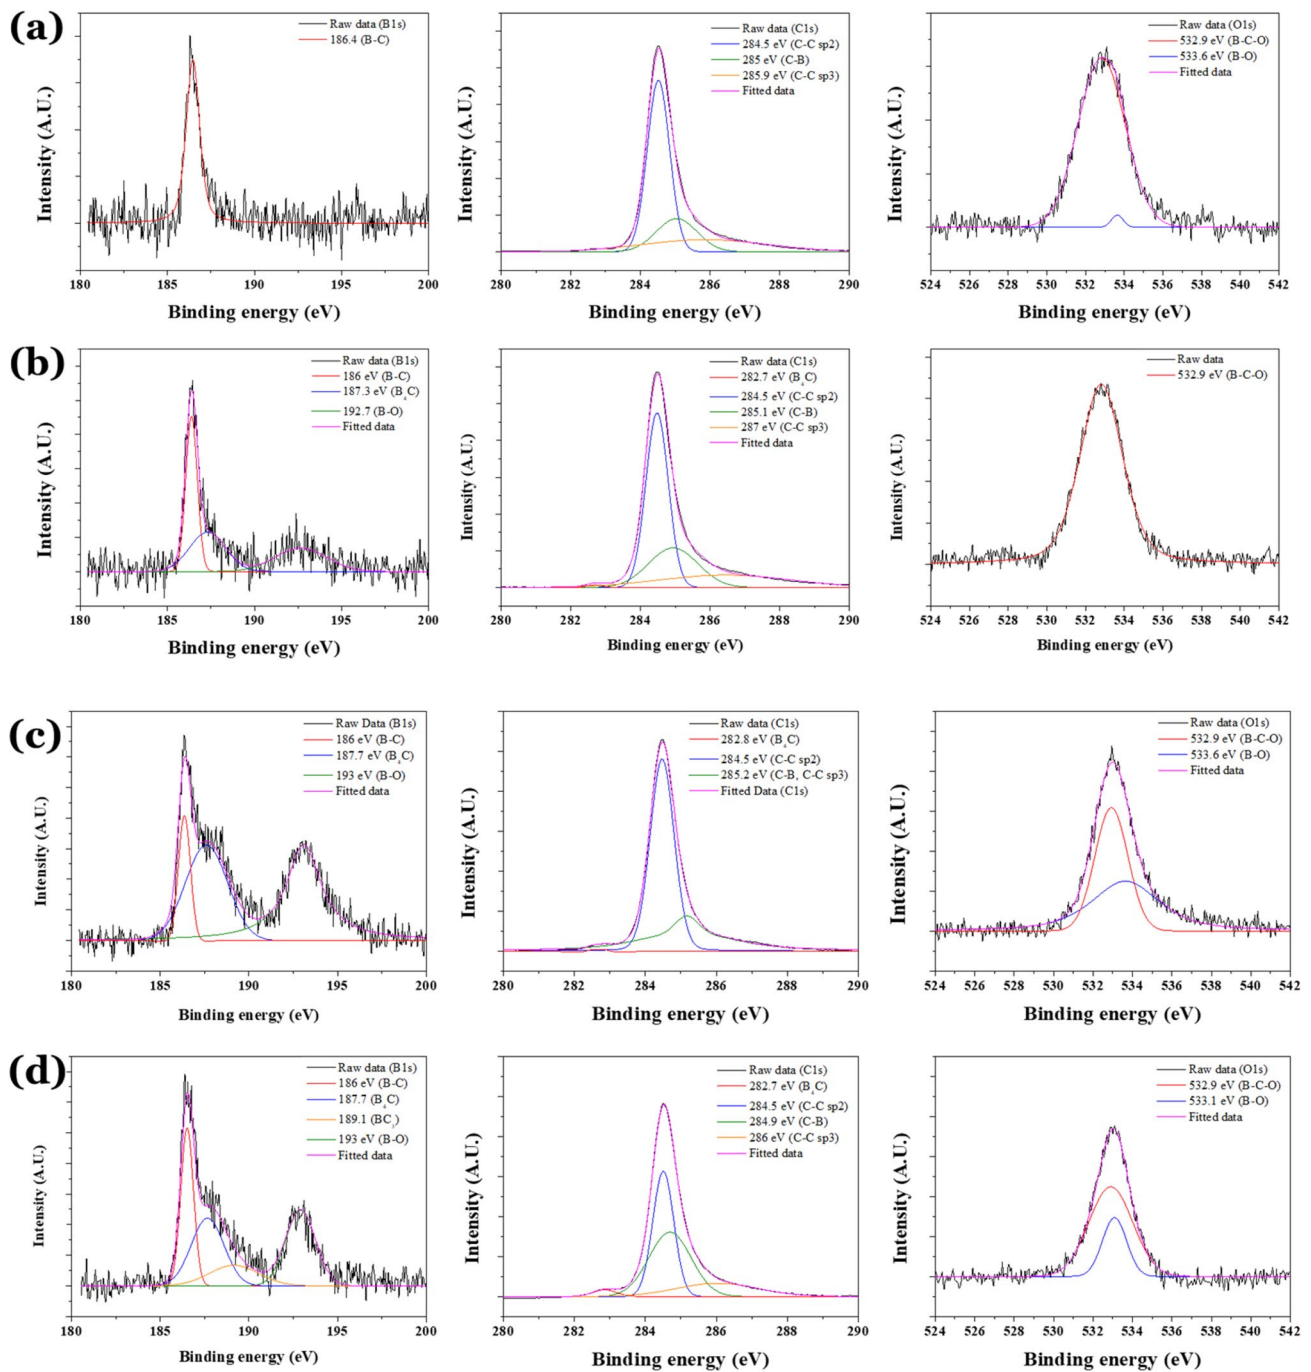 (a)
Intensity (A.U.)
Raw data (B1s)
186.4 (B-C)
180 185 190 195 200
Binding energy (eV)
Intensity (A.U.)
Raw data (C1s)
284.5 eV (C-C sp2)
285 eV (C-B)
285.9 eV (C-C sp3)
Fitted data
280 282 284 286 288 290
Binding energy (eV)
Intensity (A.U.)
Raw data (O1s)
532.9 eV (B-C-O)
533.6 eV (B-O)
Fitted data
524 526 528 530 532 534 536 538 540 542
Binding energy (eV)
(b)
Intensity (A.U.)
Raw data (B1s)
186 eV (B-C)
187.3 eV (B₄C)
192.7 (B-O)
Fitted data
180 185 190 195 200
Binding energy (eV)
Intensity (A.U.)
Raw data (C1s)
282.7 eV (B₄C)
284.5 eV (C-C sp2)
285.1 eV (C-B)
287 eV (C-C sp3)
Fitted data
280 282 284 286 288 290
Binding energy (eV)
Intensity (A.U.)
Raw data
532.9 eV (B-C-O)
524 526 528 530 532 534 536 538 540 542
Binding energy (eV)
(c)
Intensity (A.U.)
Raw Data (B1s)
186 eV (B-C)
187.7 eV (B₄C)
193 eV (B-O)
Fitted data
180 185 190 195 200
Binding energy (eV)
Intensity (A.U.)
Raw data (C1s)
282.8 eV (B₄C)
284.5 eV (C-C sp2)
285.2 eV (C-B, C-C sp3)
Fitted Data (C1s)
280 282 284 286 288 290
Binding energy (eV)
Intensity (A.U.)
Raw data (O1s)
532.9 eV (B-C-O)
533.6 eV (B-O)
Fitted data
524 526 528 530 532 534 536 538 540 542
Binding energy (eV)
(d)
Intensity (A.U.)
Raw data (B1s)
186 eV (B-C)
187.7 (B₄C)
189.1 (BC₃)
193 eV (B-O)
Fitted data
180 185 190 195 200
Binding energy (eV)
Intensity (A.U.)
Raw data (C1s)
282.7 eV (B₄C)
284.5 eV (C-C sp2)
284.9 eV (C-B)
286 eV (C-C sp3)
Fitted data
280 282 284 286 288 290
Binding energy (eV)
Intensity (A.U.)
Raw data (O1s)
532.9 eV (B-C-O)
533.1 eV (B-O)
Fitted data
524 526 528 530 532 534 536 538 540 542
Binding energy (eV)